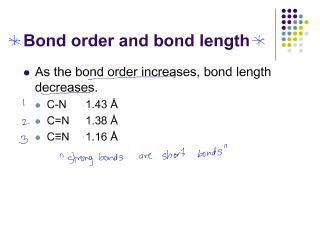 * Bond order and bond length *
As the bond order increases, bond length
decreases.
1 C-N 1.43 Å
2 C=N 1.38 Å
3 C≡N 1.16 Å
"strong bonds are short bonds"